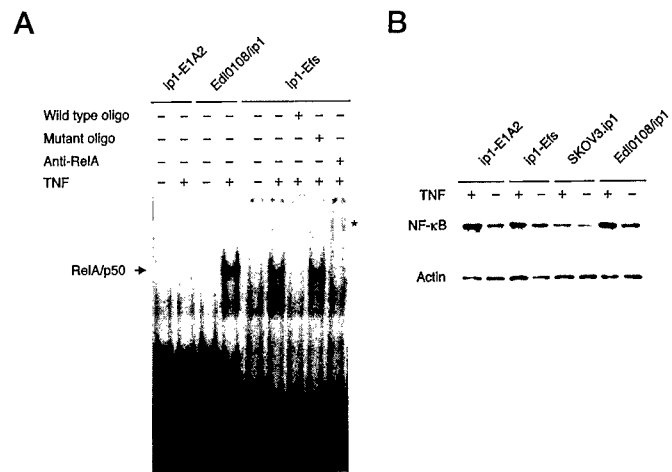 A
ip1-E1A2
Edl0108/ip1
ip1-Efs
Wild type oligo − − − − − − + − −
Mutant oligo − − − − − − − + −
Anti-RelA − − − − − − − − +
TNF − + − + − + + + +
*
RelA/p50
B
ip1-E1A2
ip1-Efs
SKOV3.ip1
Edl0108/ip1
TNF + − + − + − + −
NF-κB
Actin